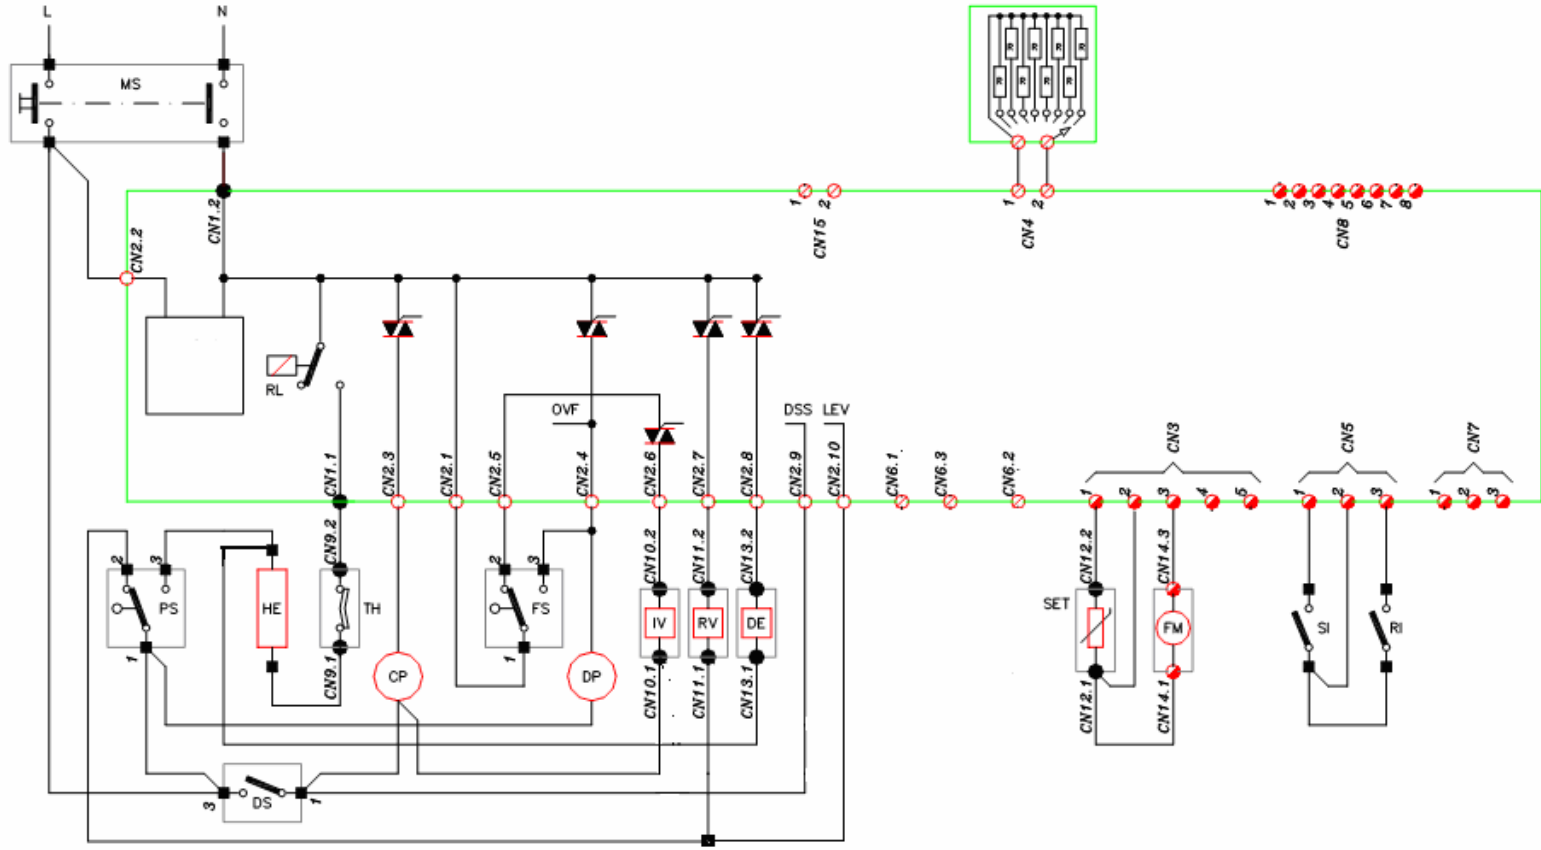 L
N
MS
R R R R
R R R R
CN1.2
CN2.2
1
2
CN15
1
2
CN4
1
2
3
4
5
6
7
8
CN8
RL
OVF
DSS
LEV
CN1.1
CN2.3
CN2.1
CN2.5
CN2.4
CN2.6
CN2.7
CN2.8
CN2.9
CN2.10
CN6.1
CN6.3
CN6.2
CN3
1
2
3
4
5
CN5
1
2
3
CN7
1
2
3
2
3
PS
1
HE
CN9.2
TH
CN9.1
CP
2
3
FS
1
DP
CN10.2
IV
CN10.1
CN11.2
RV
CN11.1
CN13.2
DE
CN13.1
SET
CN12.2
CN12.1
CN14.3
FM
CN14.1
SI
RI
3
DS
1